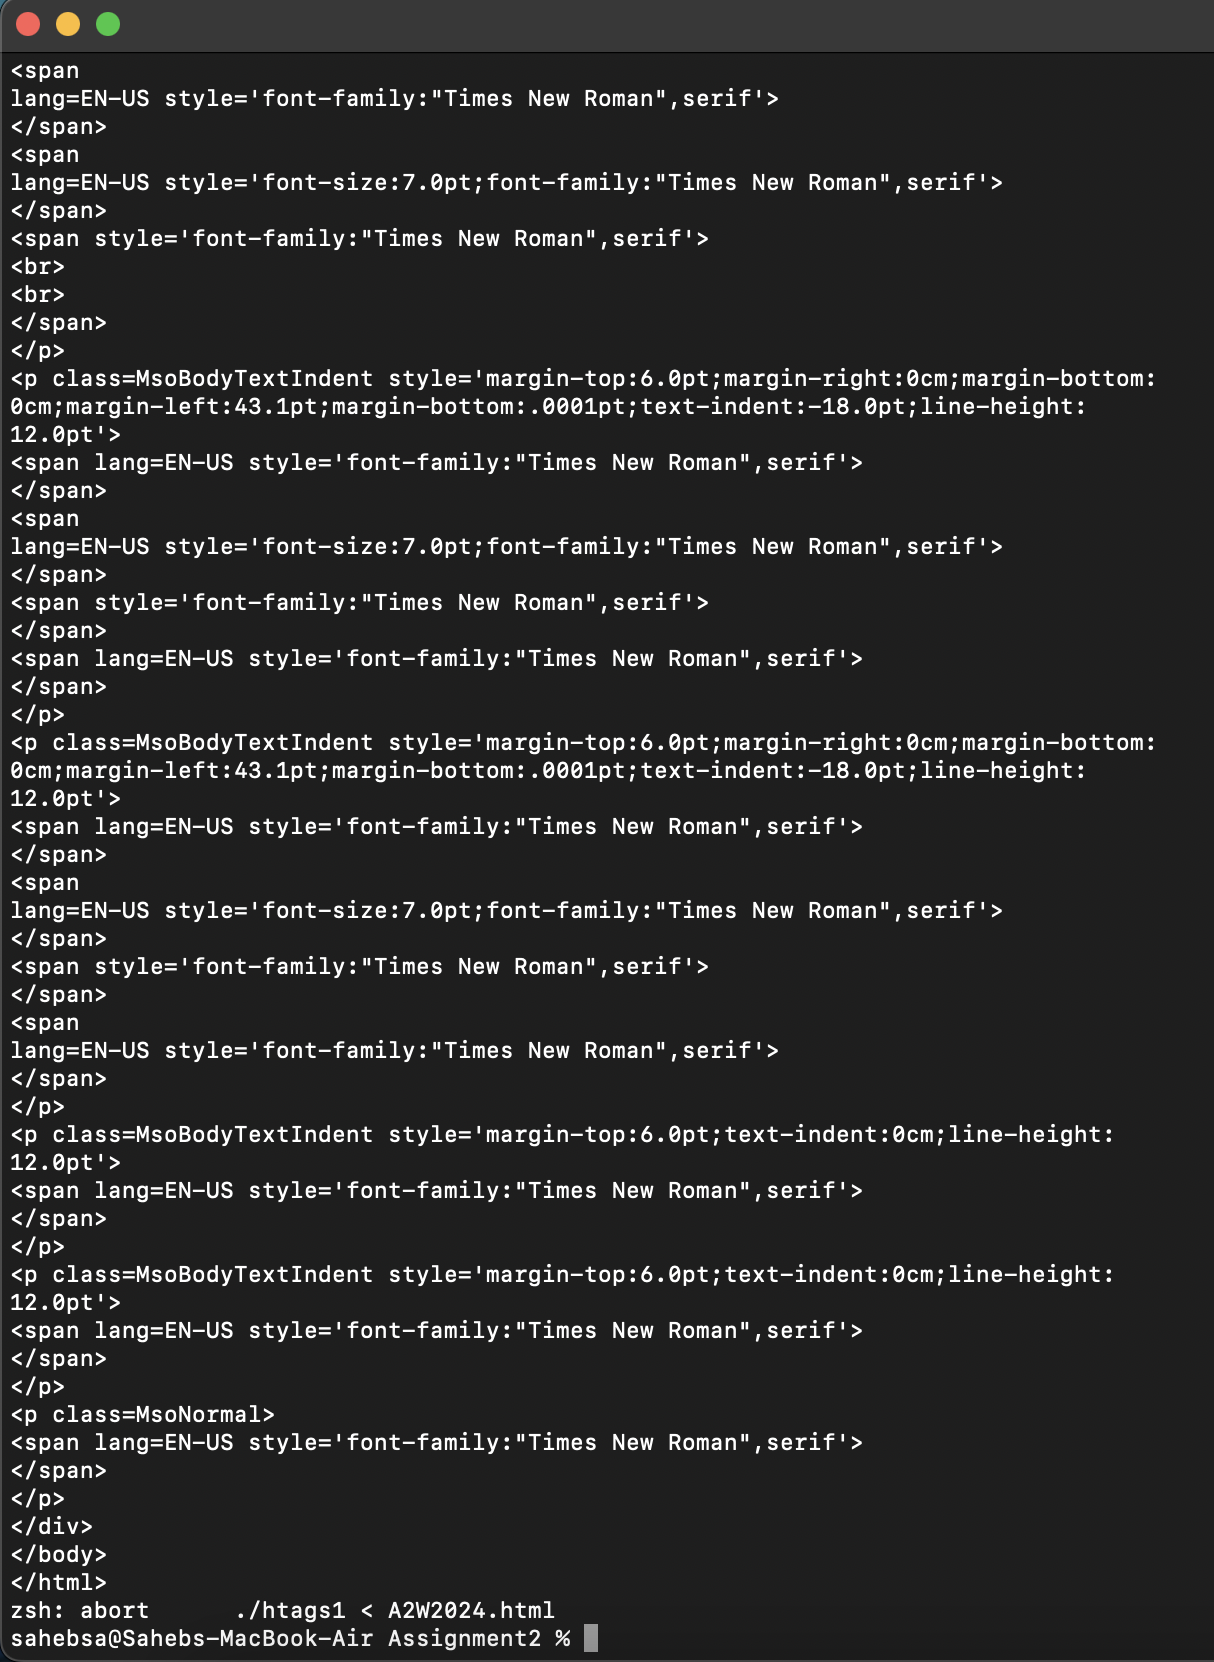 <span
lang=EN-US style='font-family:"Times New Roman",serif'>
</span>
<span
lang=EN-US style='font-size:7.0pt;font-family:"Times New Roman",serif'>
</span>
<span style='font-family:"Times New Roman",serif'>
<br>
<br>
</span>
</p>
<p class=MsoBodyTextIndent style='margin-top:6.0pt;margin-right:0cm;margin-bottom:
0cm;margin-left:43.1pt;margin-bottom:.0001pt;text-indent:-18.0pt;line-height:
12.0pt'>
<span lang=EN-US style='font-family:"Times New Roman",serif'>
</span>
<span
lang=EN-US style='font-size:7.0pt;font-family:"Times New Roman",serif'>
</span>
<span style='font-family:"Times New Roman",serif'>
</span>
<span lang=EN-US style='font-family:"Times New Roman",serif'>
</span>
</p>
<p class=MsoBodyTextIndent style='margin-top:6.0pt;margin-right:0cm;margin-bottom:
0cm;margin-left:43.1pt;margin-bottom:.0001pt;text-indent:-18.0pt;line-height:
12.0pt'>
<span lang=EN-US style='font-family:"Times New Roman",serif'>
</span>
<span
lang=EN-US style='font-size:7.0pt;font-family:"Times New Roman",serif'>
</span>
<span style='font-family:"Times New Roman",serif'>
</span>
<span
lang=EN-US style='font-family:"Times New Roman",serif'>
</span>
</p>
<p class=MsoBodyTextIndent style='margin-top:6.0pt;text-indent:0cm;line-height:
12.0pt'>
<span lang=EN-US style='font-family:"Times New Roman",serif'>
</span>
</p>
<p class=MsoBodyTextIndent style='margin-top:6.0pt;text-indent:0cm;line-height:
12.0pt'>
<span lang=EN-US style='font-family:"Times New Roman",serif'>
</span>
</p>
<p class=MsoNormal>
<span lang=EN-US style='font-family:"Times New Roman",serif'>
</span>
</p>
</div>
</body>
</html>
zsh: abort      ./htags1 < A2W2024.html
sahebsa@Sahebs-MacBook-Air Assignment2 %